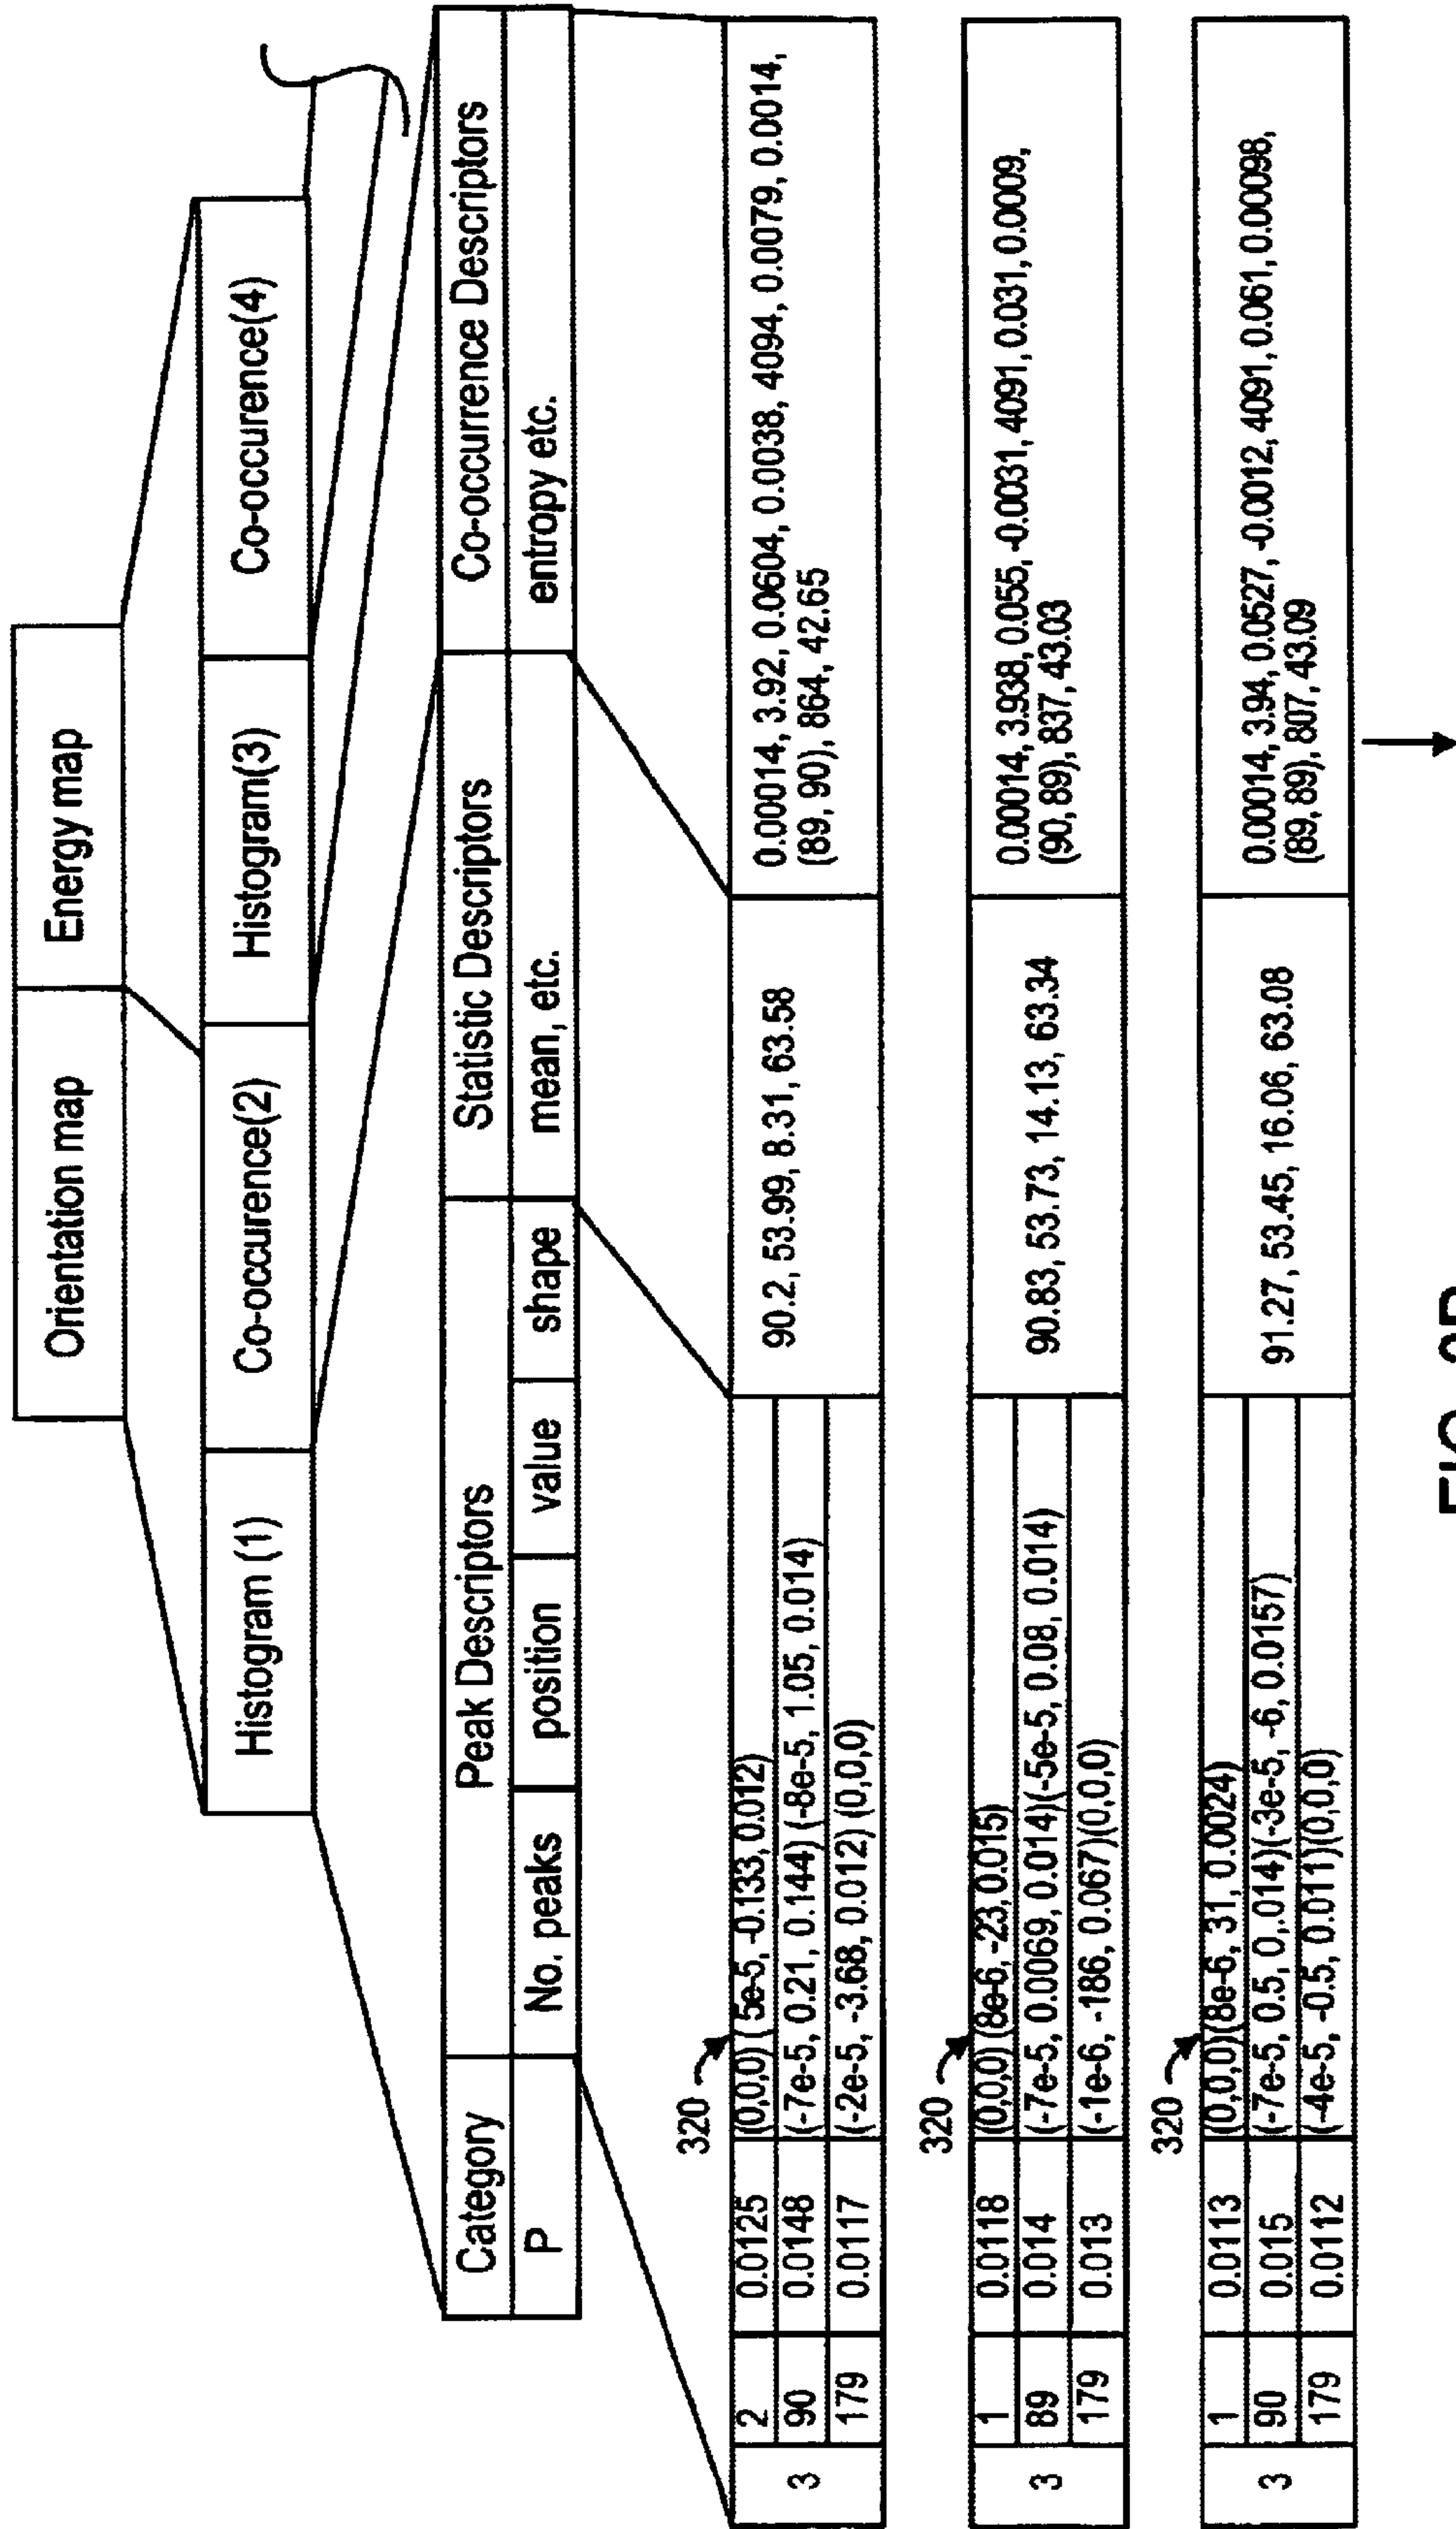 Orientation map
Energy map
Histogram (1)
Co-occurence(2)
Histogram(3)
Co-occurence(4)
Category
Peak Descriptors
Statistic Descriptors
Co-occurrence Descriptors
P
No. peaks
position
value
shape
mean, etc.
entropy etc.
320
3
2
0.0125
(0,0,0) ( 5e-5, -0.133, 0.012)
90
0.0148
(-7e-5, 0.21, 0.144) (-8e-5, 1.05, 0.014)
179
0.0117
(-2e-5, -3.68, 0.012) (0,0,0)
90.2, 53.99, 8.31, 63.58
0.00014, 3.92, 0.0604, 0.0038, 4094, 0.0079, 0.0014,
(89, 90), 864, 42.65
320
3
1
0.0118
(0,0,0) (8e-6, -23, 0.015)
89
0.014
(-7e-5, 0.0069, 0.014)(-5e-5, 0.08, 0.014)
179
0.013
(-1e-6, -186, 0.067)(0,0,0)
90.83, 53.73, 14.13, 63.34
0.00014, 3.938, 0.055, -0.0031, 4091, 0.031, 0.0009,
(90, 89), 837, 43.03
320
3
1
0.0113
(0,0,0)(8e-6, 31, 0.0024)
90
0.015
(-7e-5, 0.5, 0,.014)(-3e-5, -6, 0.0157)
179
0.0112
(-4e-5, -0.5, 0.011)(0,0,0)
91.27, 53.45, 16.06, 63.08
0.00014, 3.94, 0.0527, -0.0012, 4091, 0.061, 0.00098,
(89, 89), 807, 43.09